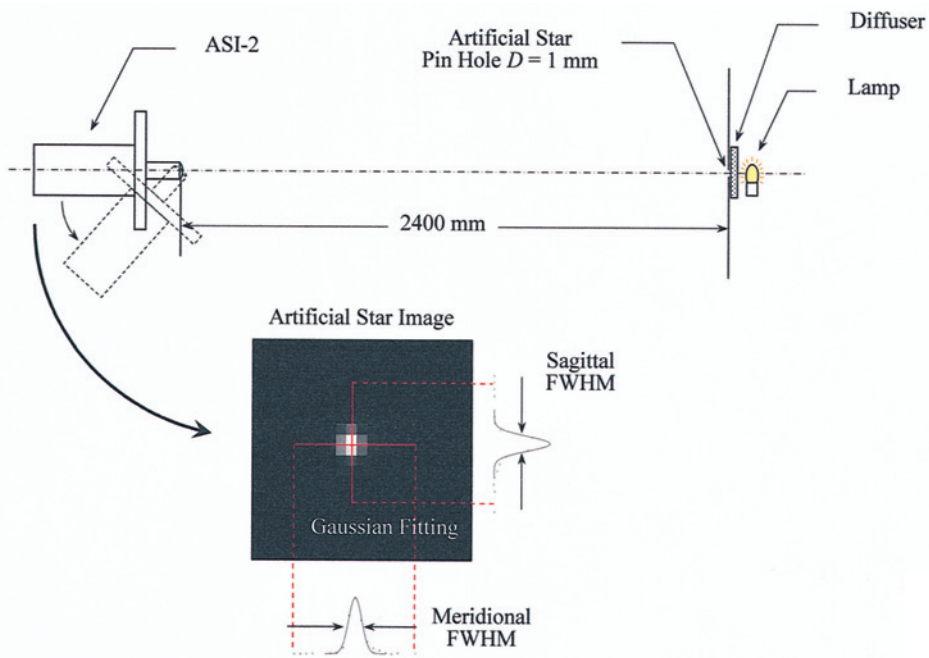 ASI-2
Artificial Star
Pin Hole D = 1 mm
Diffuser
Lamp
2400 mm
Artificial Star Image
Sagittal
FWHM
Gaussian Fitting
Meridional
FWHM